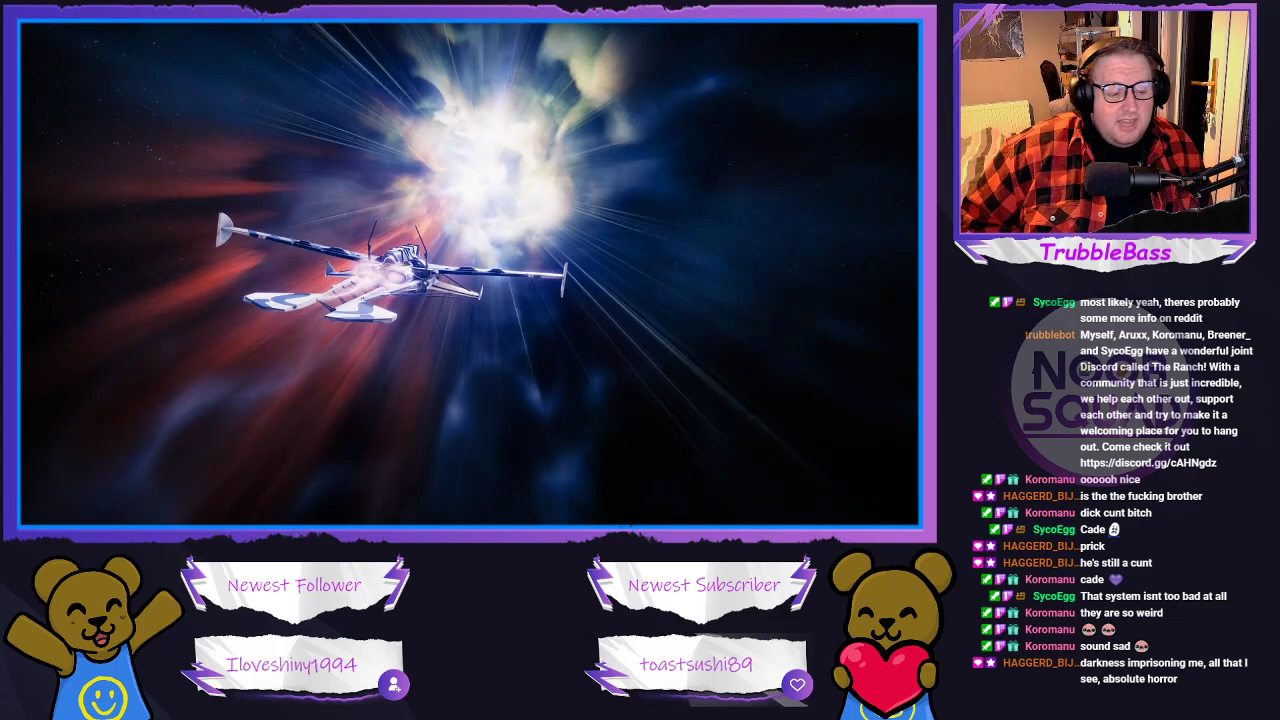 TrubbleBass
SycoEgg most likely yeah, theres probably
some more info on reddit
trubblebot Myself, Aruxx, Koromanu, Breener_
and SycoEgg have a wonderful joint
Discord called The Ranch! With a
community that is just incredible,
we help each other out, support
each other and try to make it a
welcoming place for you to hang
out. Come check it out
https://discord.gg/cAHNgdz
NOOB
SQUAD
Koromanu oooooh nice
HAGGERD_BIJ... is the the fucking brother
Koromanu dick cunt bitch
SycoEgg Cade
HAGGERD_BIJ... prick
HAGGERD_BIJ... he's still a cunt
Koromanu cade
SycoEgg That system isnt too bad at all
Koromanu they are so weird
Koromanu
Koromanu sound sad
HAGGERD_BIJ... darkness imprisoning me, all that I
see, absolute horror
Newest Follower
Iloveshiny1994
Newest Subscriber
toastsushi89